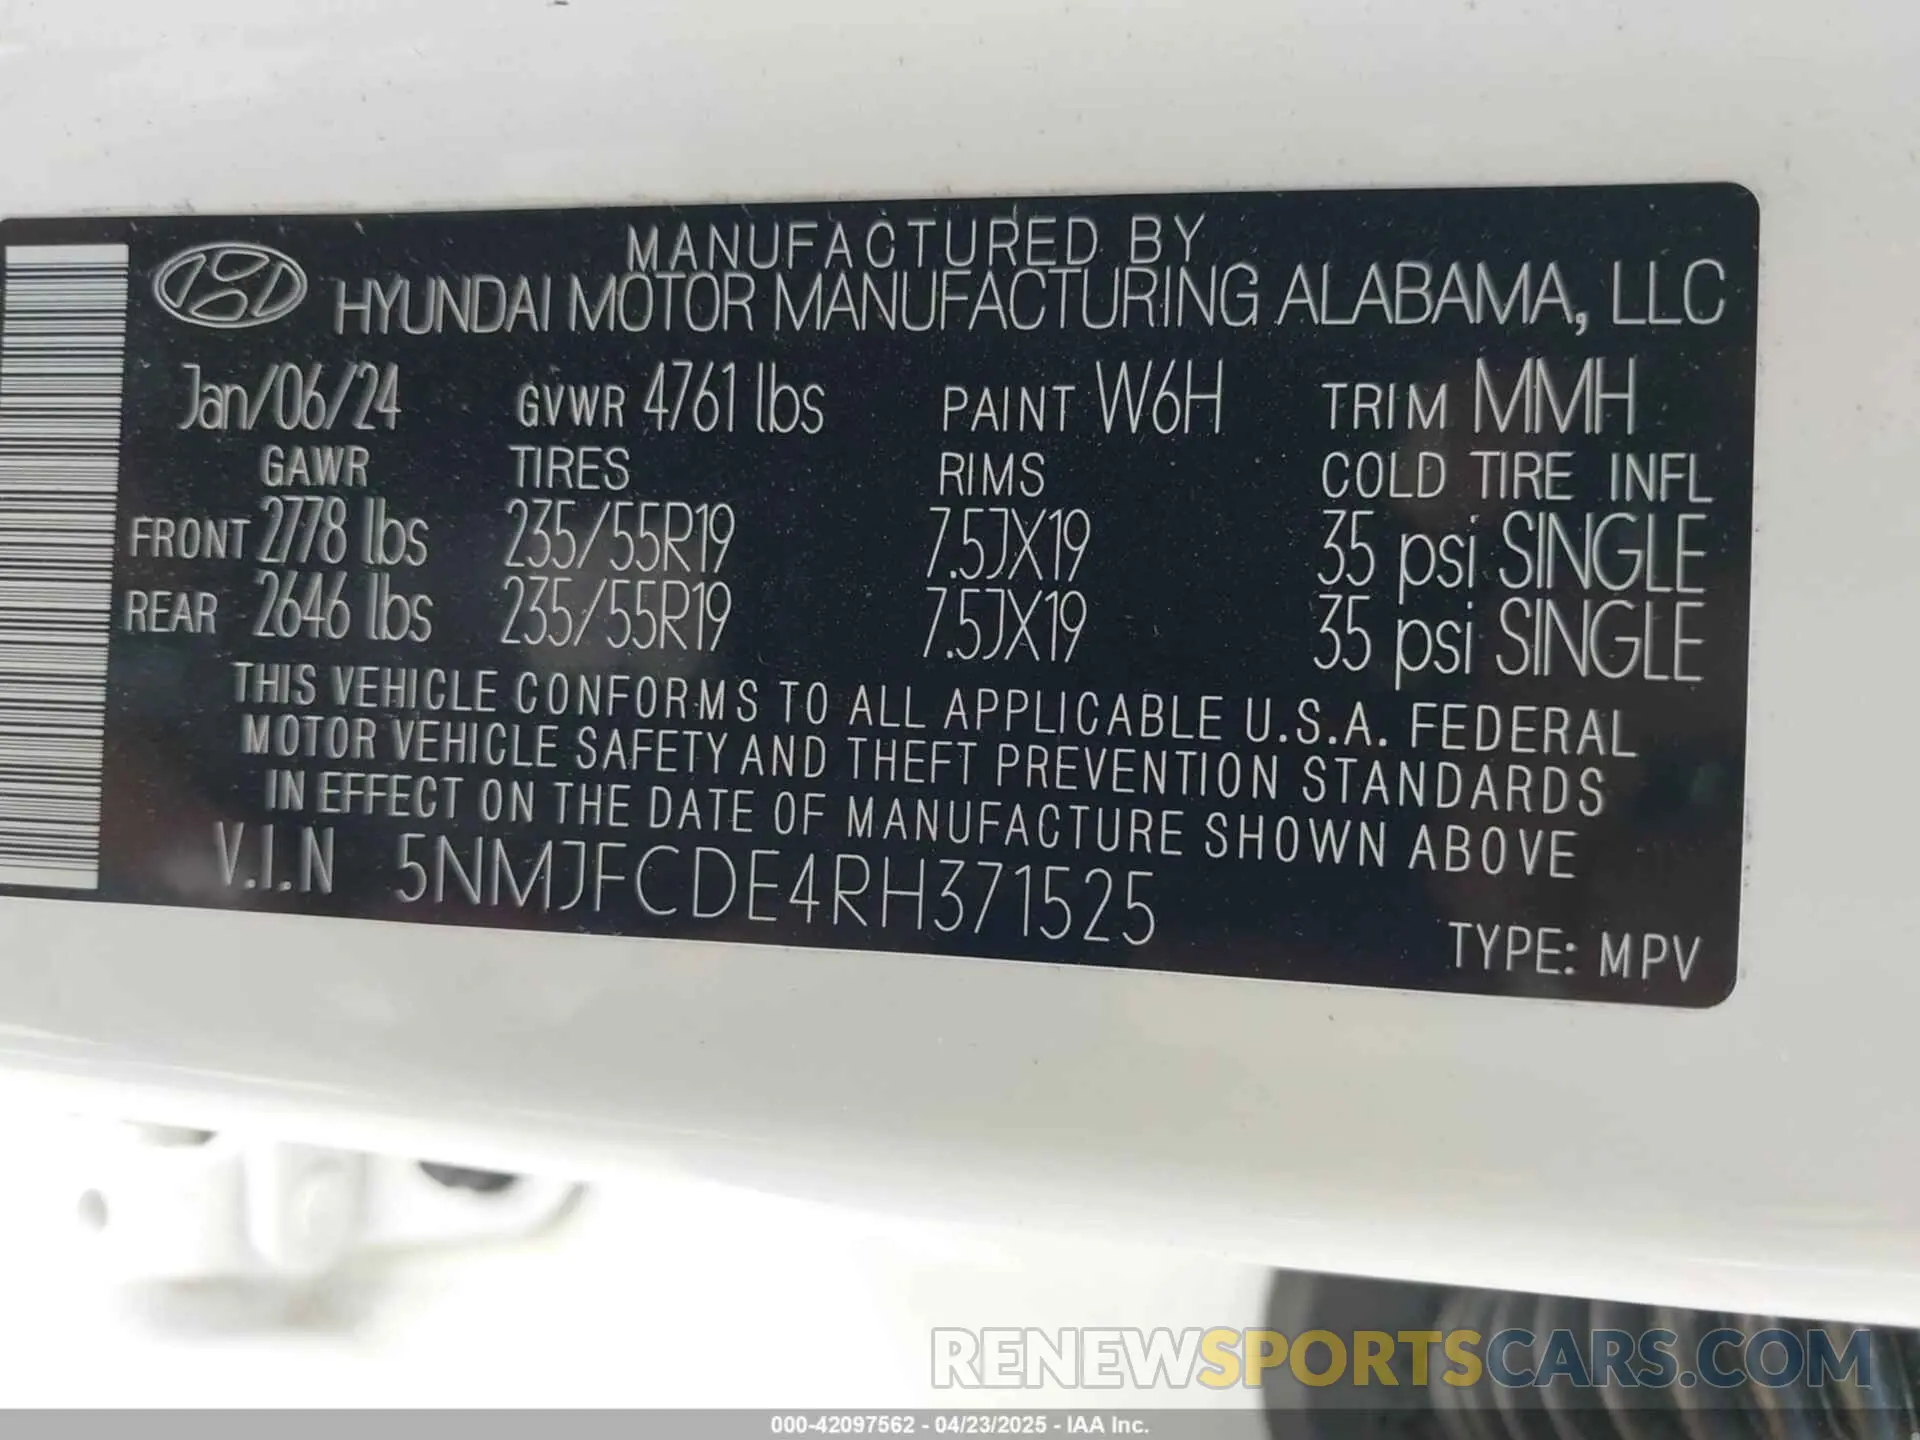 MANUFACTURED BY
HYUNDAI MOTOR MANUFACTURING ALABAMA, LLC
Jan/06/24 GVWR 4761 lbs PAINT W6H TRIM MMH
GAWR TIRES RIMS COLD TIRE INFL
FRONT 2778 lbs 235/55R19 7.5JX19 35 psi SINGLE
REAR 2646 lbs 235/55R19 7.5JX19 35 psi SINGLE
THIS VEHICLE CONFORMS TO ALL APPLICABLE U.S.A. FEDERAL
MOTOR VEHICLE SAFETY AND THEFT PREVENTION STANDARDS
IN EFFECT ON THE DATE OF MANUFACTURE SHOWN ABOVE
V.I.N 5NMJFCDE4RH371525
TYPE: MPV
RENEWSPORTSCARS.COM
000-42097562 - 04/23/2025 - IAA Inc.